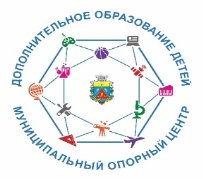 ДОПОЛНИТЕЛЬНОЕ ОБРАЗОВАНИЕ ДЕТЕЙ
МУНИЦИПАЛЬНЫЙ ОПОРНЫЙ ЦЕНТР